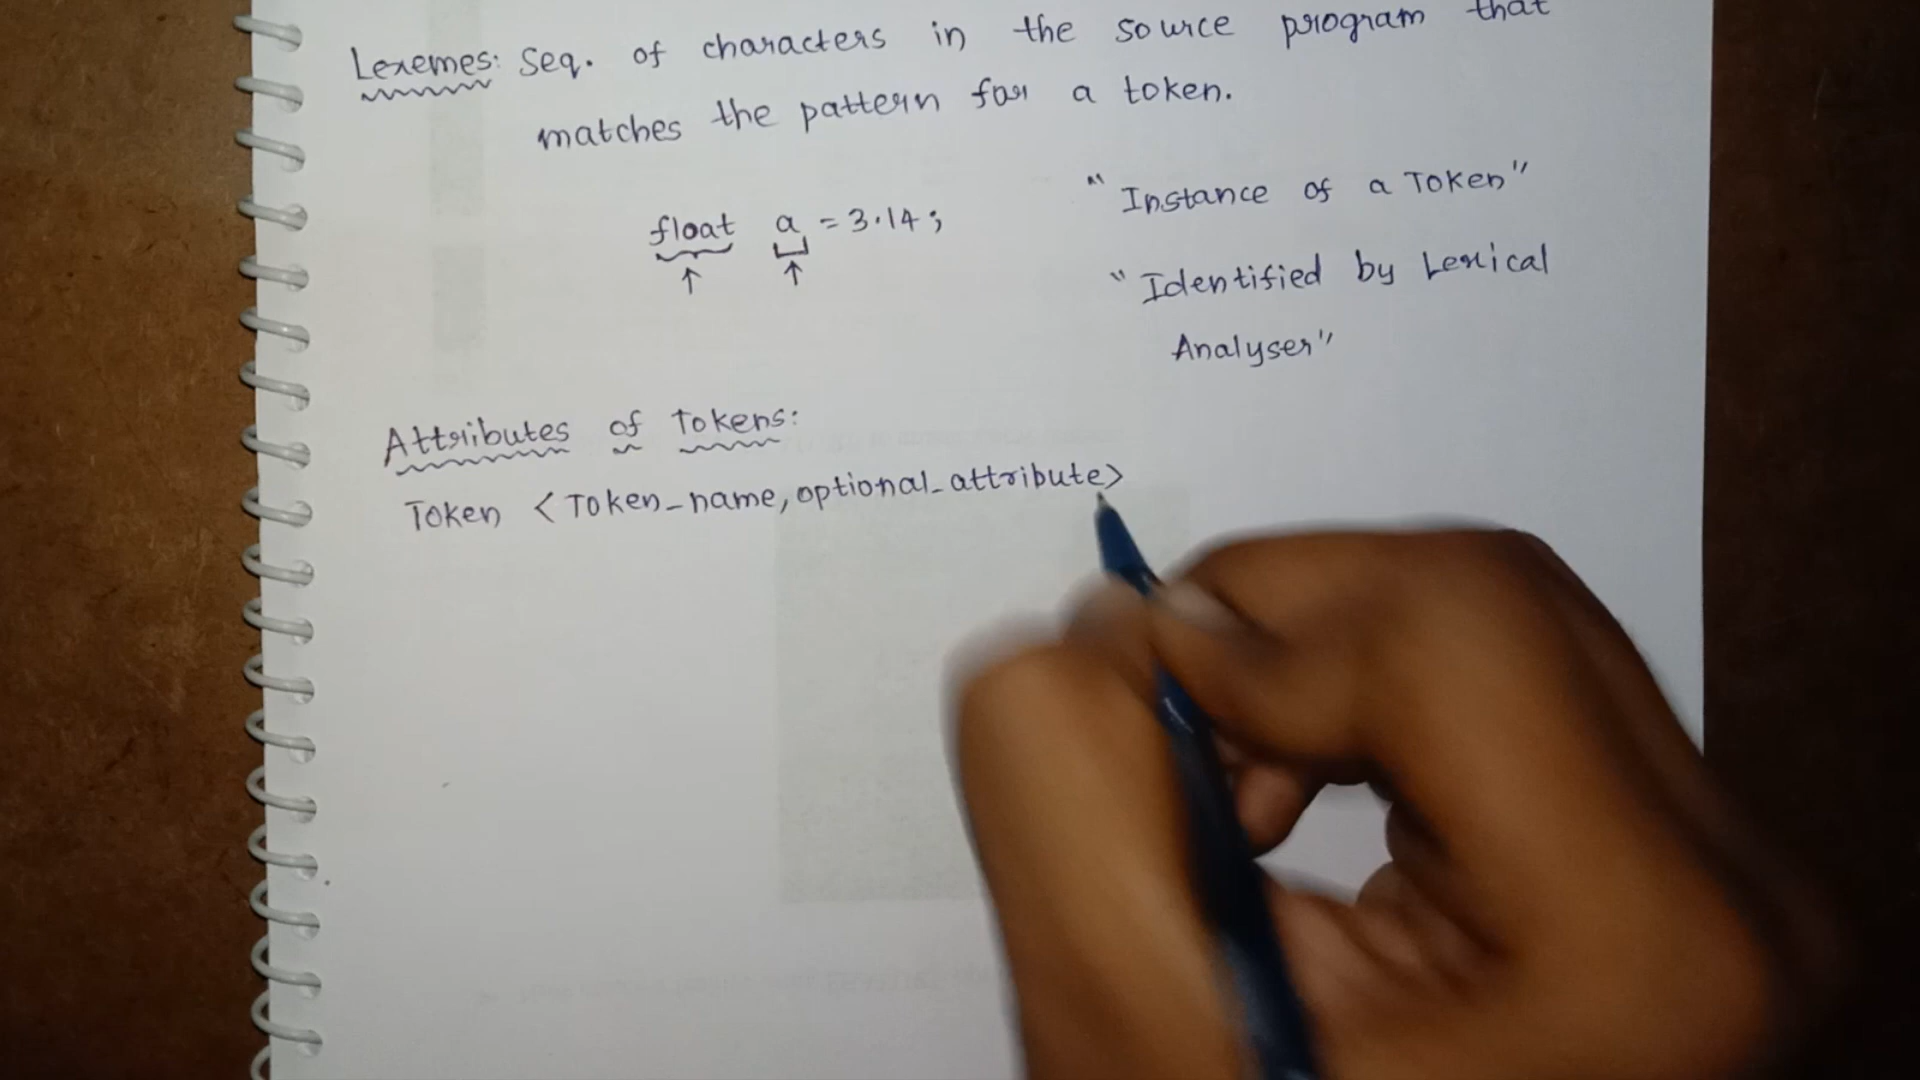 Lexemes: Seq. of characters in the source program that
matches the pattern for a token.
float a = 3.14;
"Instance of a Token"
"Identified by Lexical
Analyser"
Attributes of Tokens:
Token <Token_name, optional_attribute>